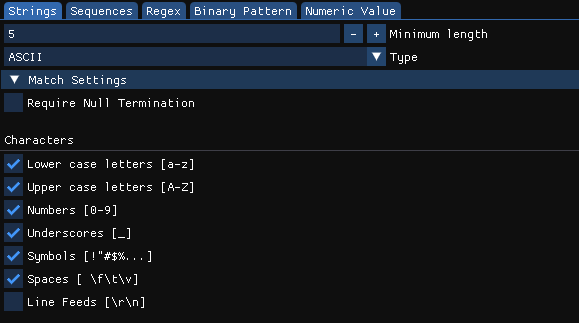 Strings Sequences Regex Binary Pattern Numeric Value
5 - + Minimum length
ASCII Type
Match Settings
Require Null Termination
Characters
Lower case letters [a-z]
Upper case letters [A-Z]
Numbers [0-9]
Underscores [_]
Symbols [!"#$%...]
Spaces [ \f\t\v]
Line Feeds [\r\n]